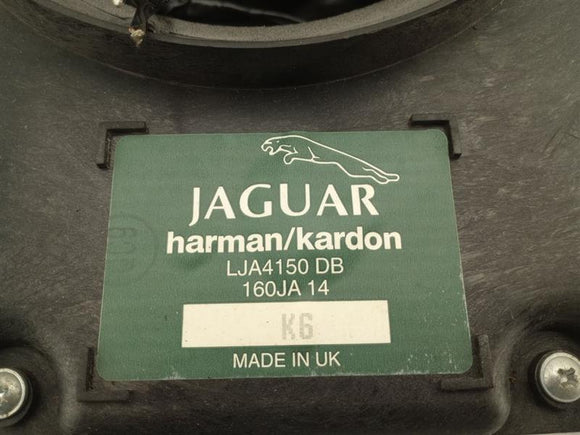 JAGUAR
harman/kardon
LJA4150 DB
160JA 14
K6
MADE IN UK